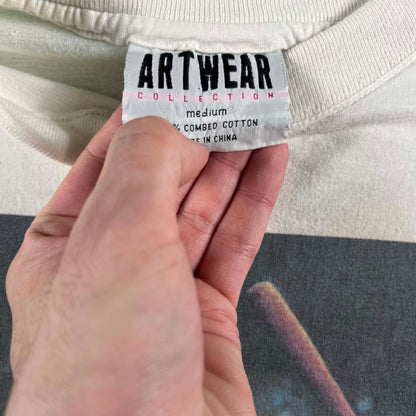 ARTWEAR
COLLECTION
medium
% COMBED COTTON
IN CHINA